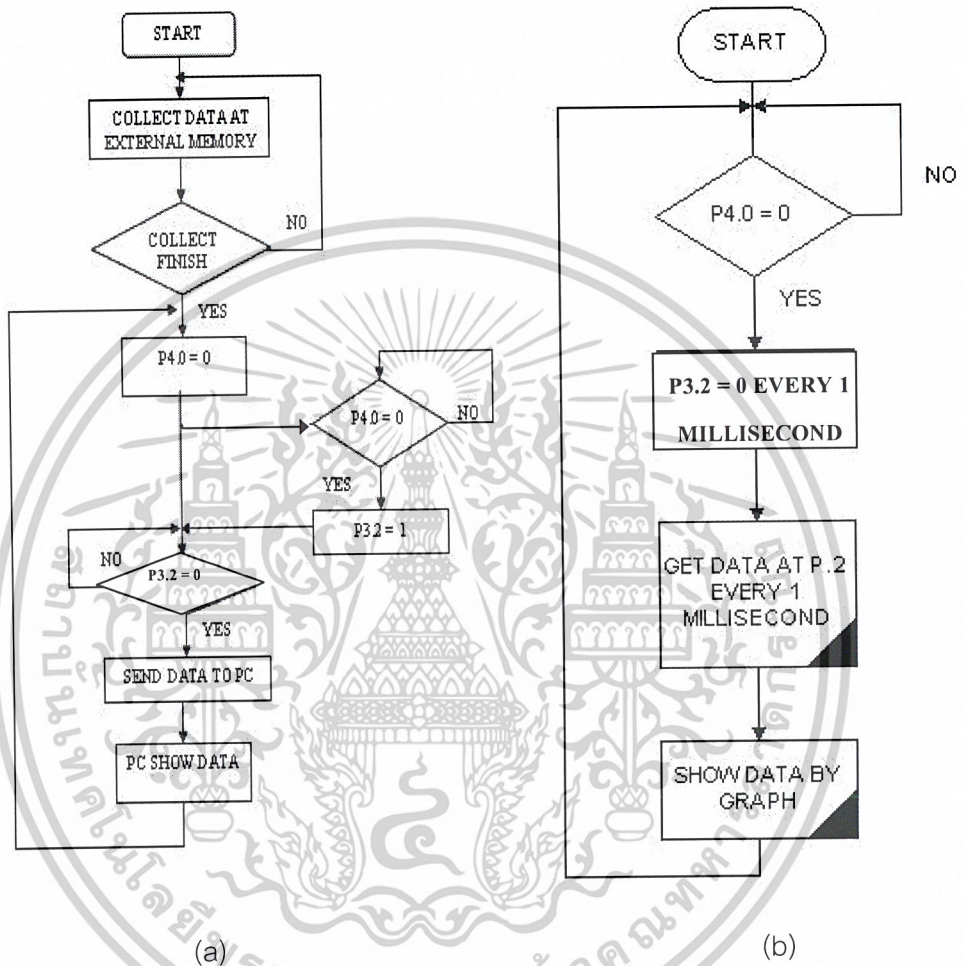 START
COLLECT DATA AT
EXTERNAL MEMORY
COLLECT
FINISH
NO
YES
P4.0 = 0
P4.0 = 0
NO
YES
P3.2 = 1
NO
P3.2 = 0
YES
SEND DATA TO PC
PC SHOW DATA
(a)
START
P4.0 = 0
NO
YES
P3.2 = 0 EVERY 1
MILLISECOND
GET DATA AT P.2
EVERY 1
MILLISECOND
SHOW DATA BY
GRAPH
(b)